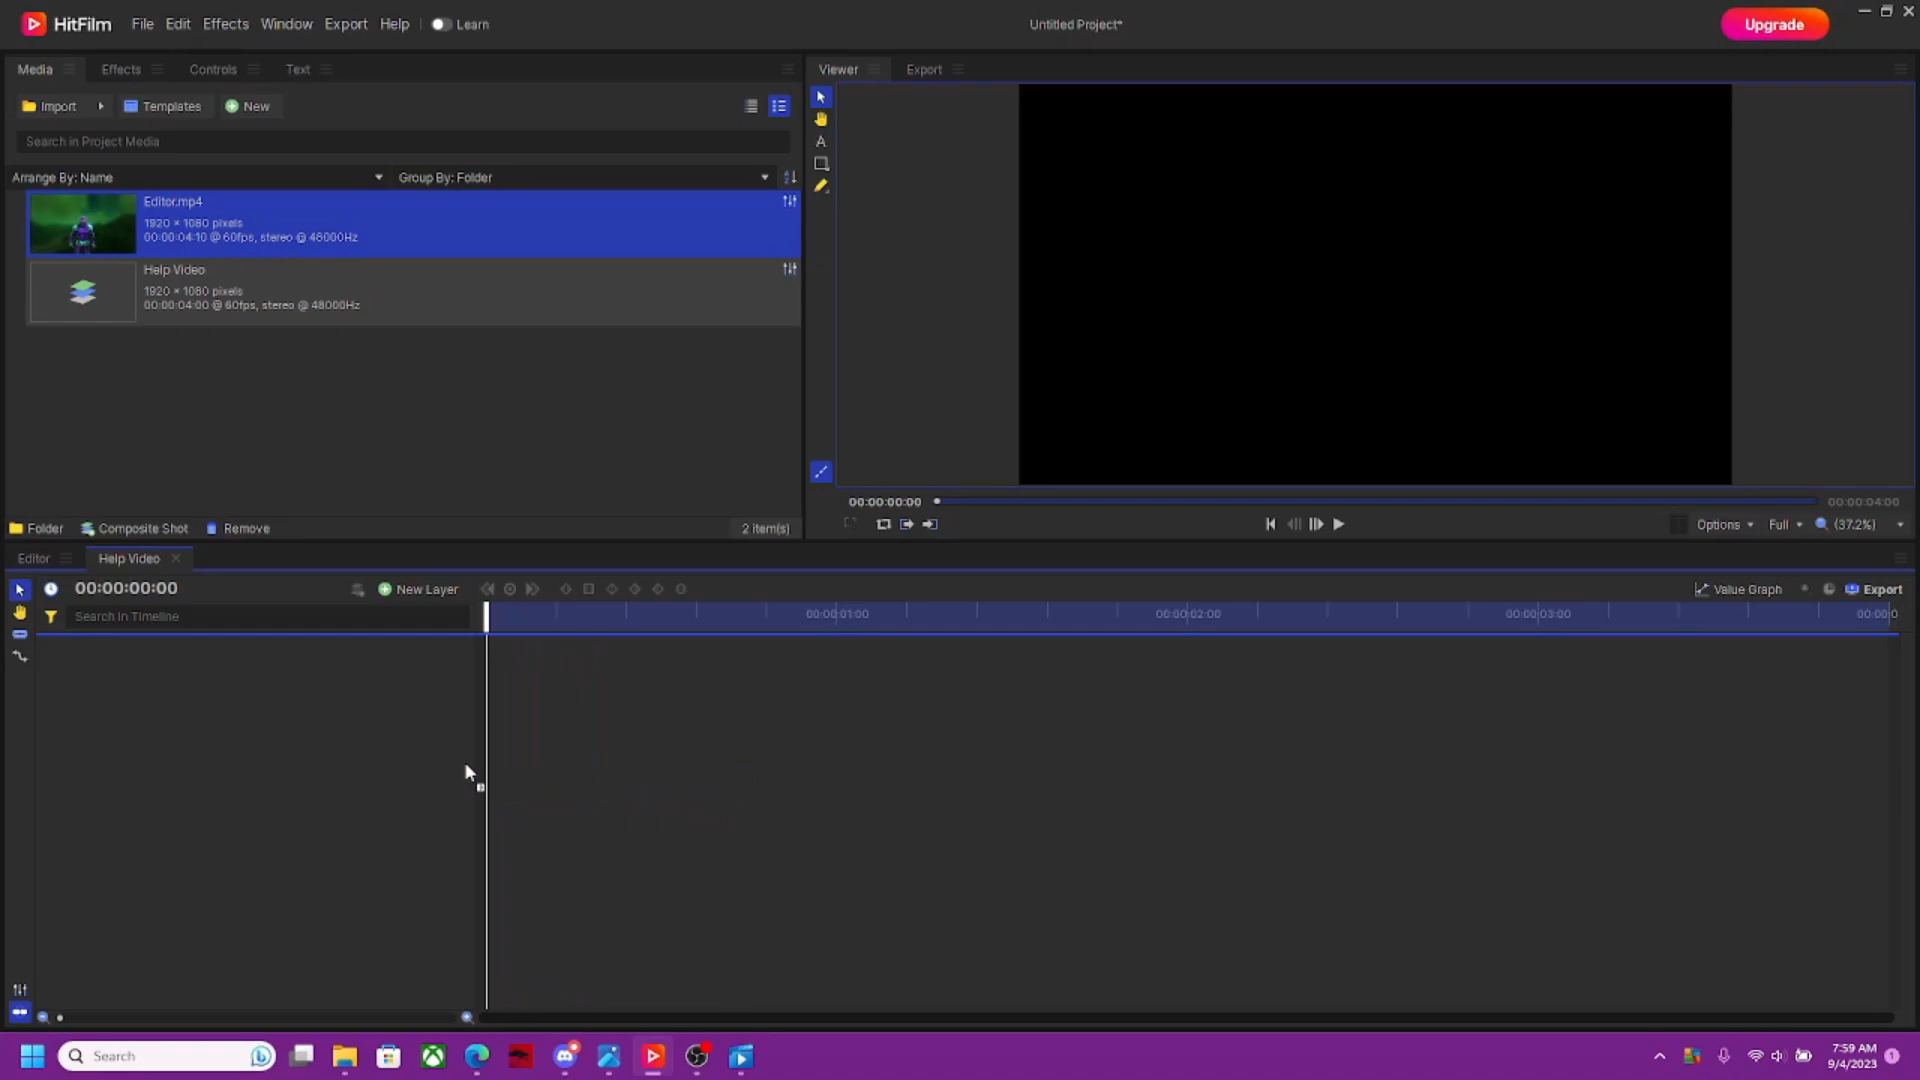 HitFilm File Edit Effects Window Export Help Learn Untitled Project* Upgrade
Media Effects Controls Text Viewer Export
Import Templates New
Search in Project Media
Arrange By: Name Group By: Folder
Editor.mp4
1920 × 1080 pixels
00:00:04:10 @ 60fps, stereo @ 48000Hz
Help Video
1920 × 1080 pixels
00:00:04:00 @ 60fps, stereo @ 48000Hz
A
00:00:00:00 00:00:04:00
Folder Composite Shot Remove 2 item(s) Options Full (37.2%)
Editor Help Video
00:00:00:00 New Layer Value Graph Export
Search in Timeline 00:00:01:00 00:00:02:00 00:00:03:00 00:00:0
Search 7:59 AM
9/4/2023 1